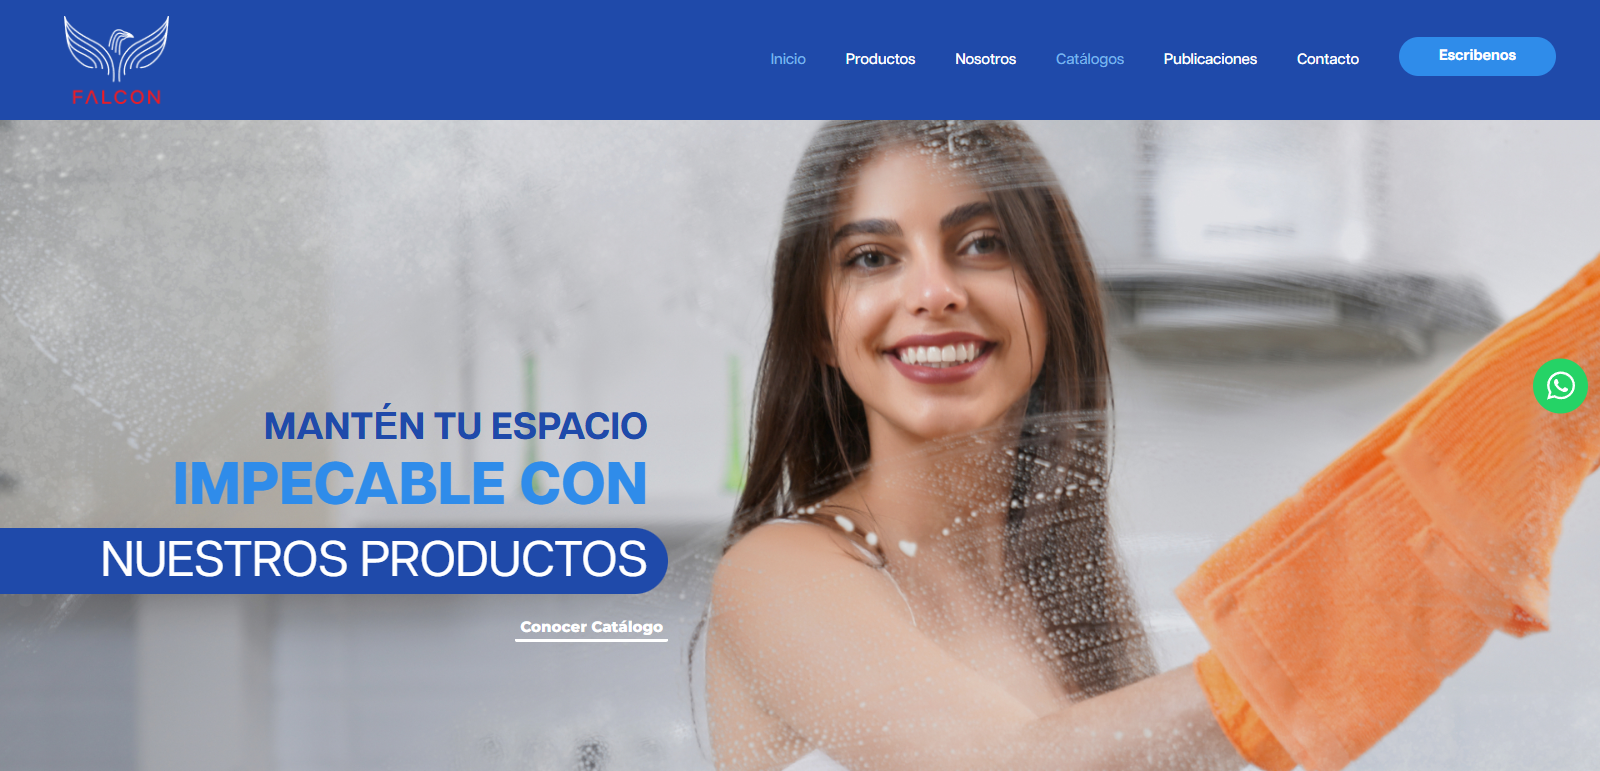 FALCON
Inicio
Productos
Nosotros
Catálogos
Publicaciones
Contacto
Escribenos
MANTÉN TU ESPACIO
IMPECABLE CON
NUESTROS PRODUCTOS
Conocer Catálogo